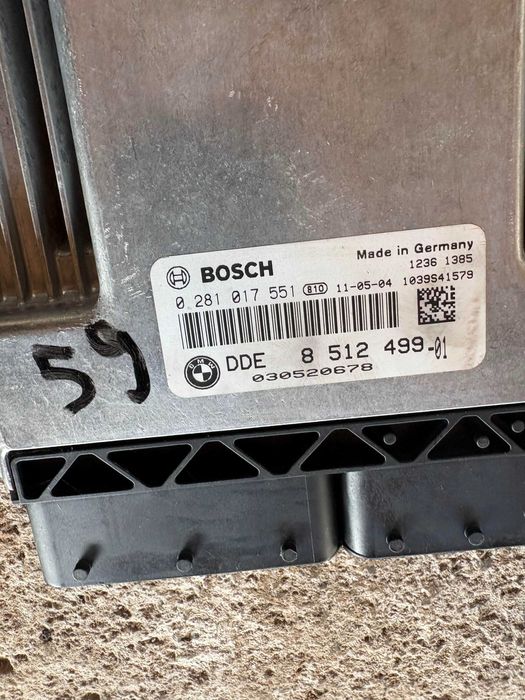 BOSCH
Made in Germany
1236 1385
0 281 017 551 810 11-05-04 1039S41579
BMW
DDE 8 512 499-01
030520678
59